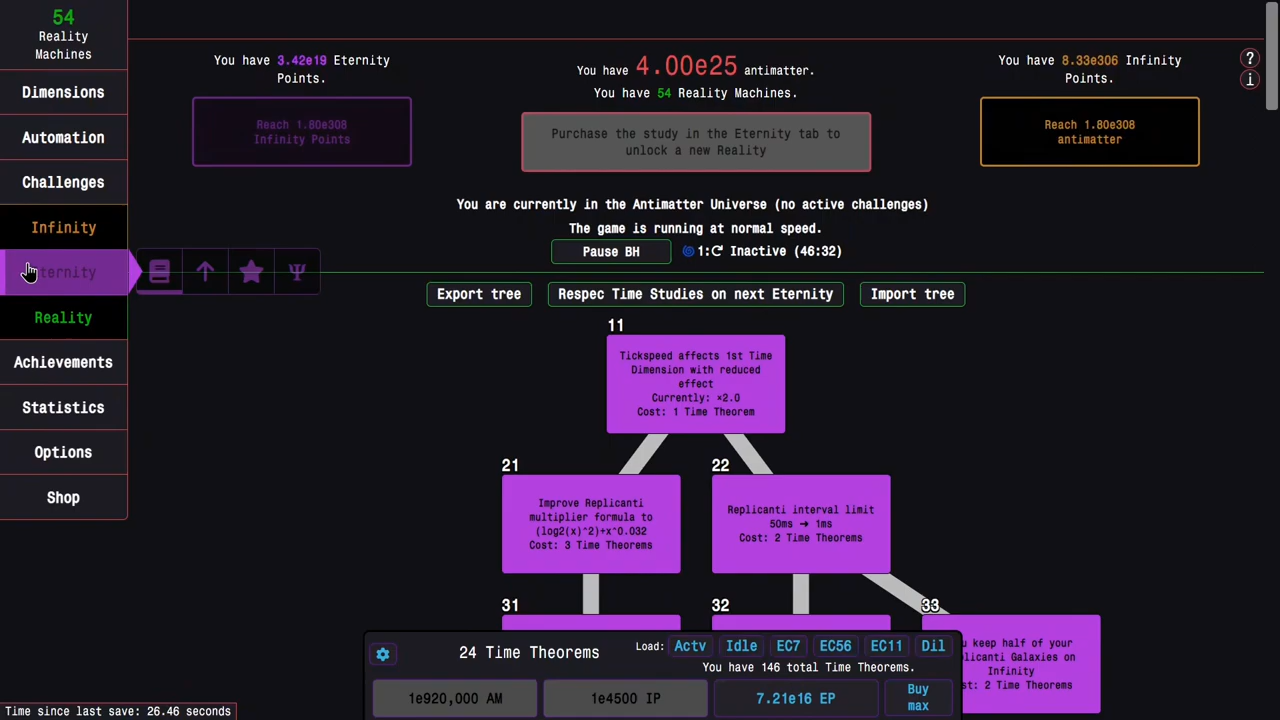 54
Reality
Machines
Dimensions
Automation
Challenges
Infinity
Reality
Achievements
Statistics
Options
Shop
You have 3.42e19 Eternity
Points.
Reach 1.80e308
Infinity Points
You have 4.00e25 antimatter.
You have 54 Reality Machines.
Purchase the study in the Eternity tab to
unlock a new Reality
You have 8.33e306 Infinity
Points.
Reach 1.80e308
antimatter
?
i
You are currently in the Antimatter Universe (no active challenges)
The game is running at normal speed.
Pause BH
1: Inactive (46:32)
Ψ
Export tree
Respec Time Studies on next Eternity
Import tree
11
Tickspeed affects 1st Time
Dimension with reduced
effect
Currently: ×2.0
Cost: 1 Time Theorem
21
Improve Replicanti
multiplier formula to
(log2(x)^2)+x^0.032
Cost: 3 Time Theorems
22
Replicanti interval limit
50ms ➜ 1ms
Cost: 2 Time Theorems
31
32
33
keep half of your
Galaxies on
Infinity
2 Time Theorems
24 Time Theorems
Load: Actv Idle EC7 EC56 EC11 Dil
You have 146 total Time Theorems.
1e920,000 AM
1e4500 IP
7.21e16 EP
Buy
max
Time since last save: 26.46 seconds